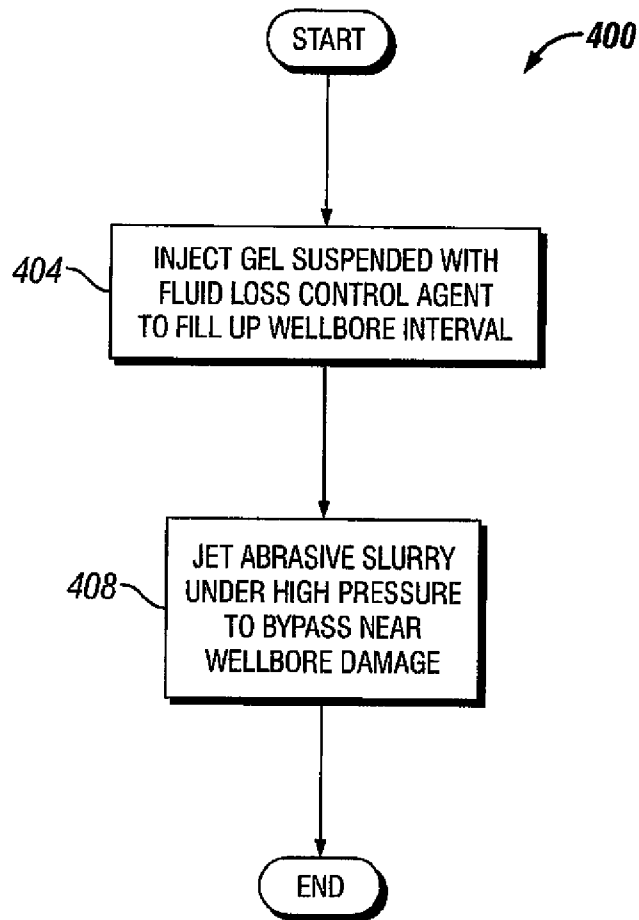 START
400
404
INJECT GEL SUSPENDED WITH
FLUID LOSS CONTROL AGENT
TO FILL UP WELLBORE INTERVAL
408
JET ABRASIVE SLURRY
UNDER HIGH PRESSURE
TO BYPASS NEAR
WELLBORE DAMAGE
END